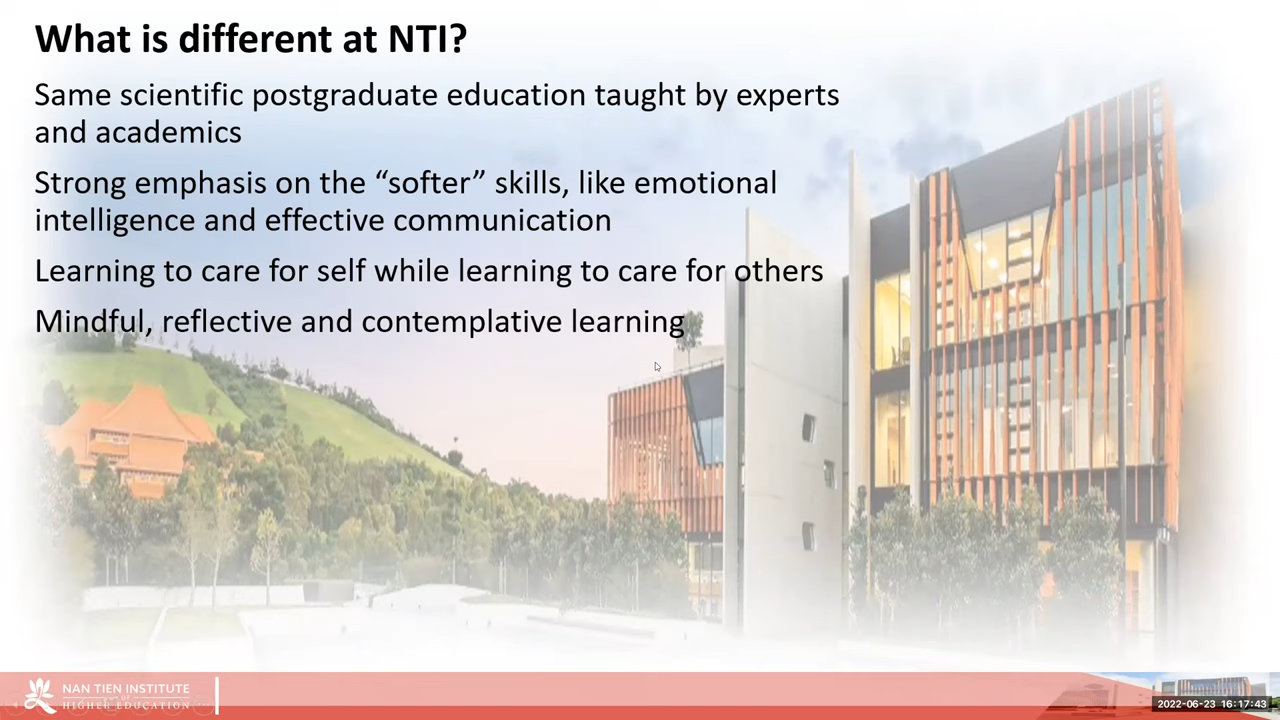 What is different at NTI?
Same scientific postgraduate education taught by experts
and academics
Strong emphasis on the “softer” skills, like emotional
intelligence and effective communication
Learning to care for self while learning to care for others
Mindful, reflective and contemplative learning
NAN TIEN INSTITUTE
OF
HIGHER EDUCATION
2022-06-23 16:17:43